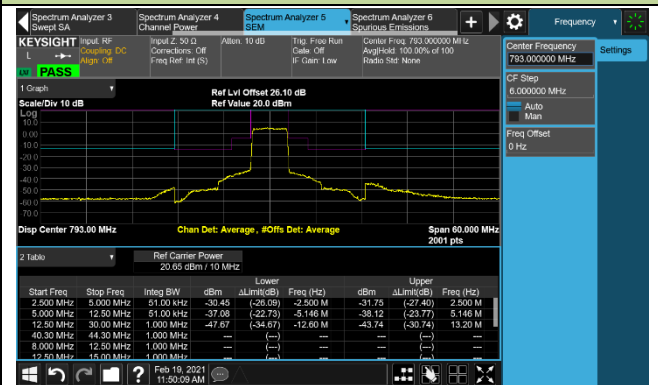 Spectrum Analyzer 3
Swept SA
Spectrum Analyzer 4
Channel Power
Spectrum Analyzer 5
SEM
Spectrum Analyzer 6
Spurious Emissions
Frequency
KEYSIGHT
L
PASS
Input: RF
Coupling: DC
Align: Off
Input Z: 50 Ω
Corrections: Off
Freq Ref: Int (S)
Atten: 10 dB
Trig: Free Run
Gate: Off
IF Gain: Low
Center Freq: 793.000000 MHz
Avg|Hold: 100.00% of 100
Radio Std: None
Center Frequency
793.000000 MHz
Settings
CF Step
6.000000 MHz
Auto
Man
Freq Offset
0 Hz
1 Graph
Scale/Div 10 dB
Ref Lvl Offset 26.10 dB
Ref Value 20.0 dBm
Log
10.0
0.00
-10.0
-20.0
-30.0
-40.0
-50.0
-60.0
-70.0
Disp Center 793.00 MHz
Chan Det: Average , #Offs Det: Average
Span 60.000 MHz
2001 pts
2 Table
Ref Carrier Power
20.65 dBm / 10 MHz
Lower Upper
Start Freq Stop Freq Integ BW dBm ΔLimit(dB) Freq (Hz) dBm ΔLimit(dB) Freq (Hz)
2.500 MHz 5.000 MHz 51.00 kHz -30.45 (-26.09) -2.500 M -31.75 (-27.40) 2.500 M
5.000 MHz 12.50 MHz 51.00 kHz -37.08 (-22.73) -5.146 M -38.12 (-23.77) 5.146 M
12.50 MHz 30.00 MHz 1.000 MHz -47.67 (-34.67) -12.60 M -43.74 (-30.74) 13.20 M
40.30 MHz 44.30 MHz 1.000 MHz --- (---) --- (---)
8.000 MHz 12.50 MHz 1.000 MHz --- (---) --- (---)
12.50 MHz 15.00 MHz 1.000 MHz --- (---) --- (---)
Feb 19, 2021
11:50:09 AM